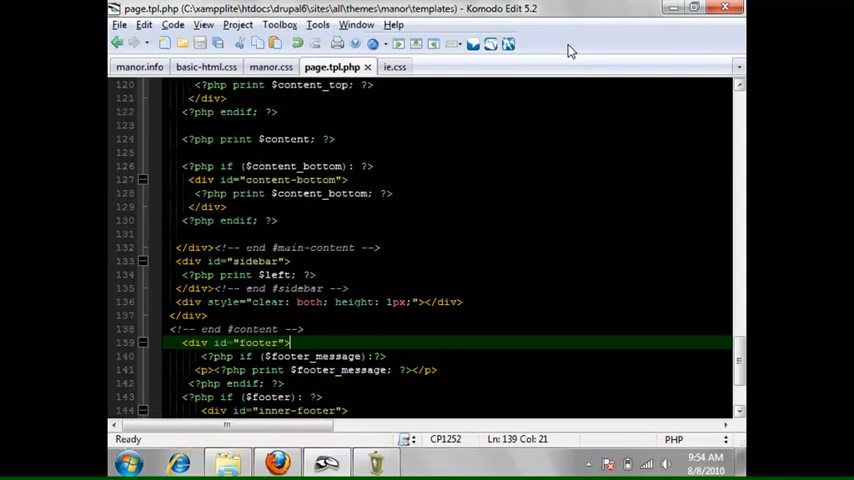 page.tpl.php (C:\xampplite\htdocs\drupal6\sites\all\themes\manor\templates) - Komodo Edit 5.2
File Edit Code View Project Toolbox Tools Window Help
manor.info basic-html.css manor.css page.tpl.php ie.css
120 <?php print $content_top; ?>
121 </div>
122 <?php endif; ?>
123
124 <?php print $content; ?>
125
126 <?php if ($content_bottom): ?>
127 <div id="content-bottom">
128 <?php print $content_bottom; ?>
129 </div>
130 <?php endif; ?>
131
132 </div><!-- end #main-content -->
133 <div id="sidebar">
134 <?php print $left; ?>
135 </div><!-- end #sidebar -->
136 <div style="clear: both; height: 1px;"></div>
137 </div>
138 <!-- end #content -->
139 <div id="footer">
140 <?php if ($footer_message):?>
141 <p><?php print $footer_message; ?></p>
142 <?php endif; ?>
143 <?php if ($footer): ?>
144 <div id="inner-footer">
Ready CP1252 Ln: 139 Col: 21 PHP
9:54 AM
8/8/2010